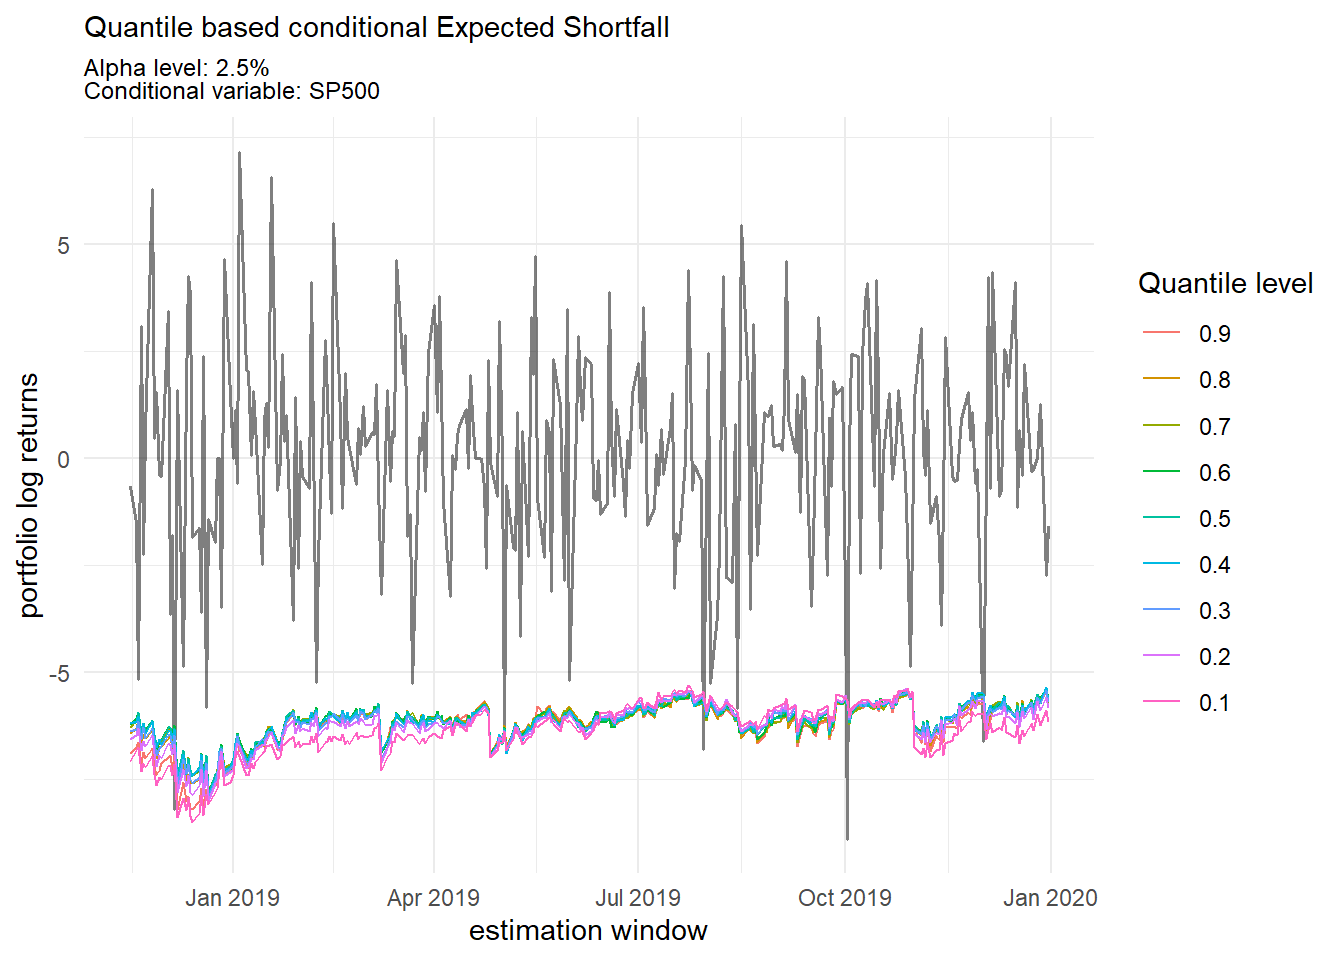 Quantile based conditional Expected Shortfall
Alpha level: 2.5%
Conditional variable: SP500
portfolio log returns
5
0
-5
Jan 2019
Apr 2019
Jul 2019
Oct 2019
Jan 2020
estimation window
Quantile level
0.9
0.8
0.7
0.6
0.5
0.4
0.3
0.2
0.1